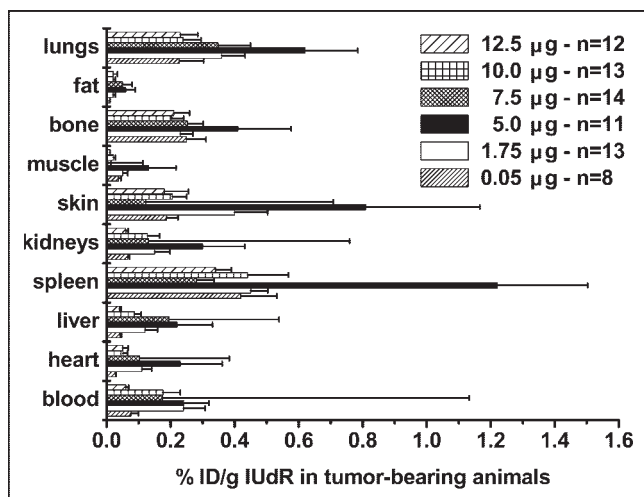 lungs
fat
bone
muscle
skin
kidneys
spleen
liver
heart
blood
12.5 µg - n=12
10.0 µg - n=13
7.5 µg - n=14
5.0 µg - n=11
1.75 µg - n=13
0.05 µg - n=8
0.0 0.2 0.4 0.6 0.8 1.0 1.2 1.4 1.6
% ID/g IUdR in tumor-bearing animals